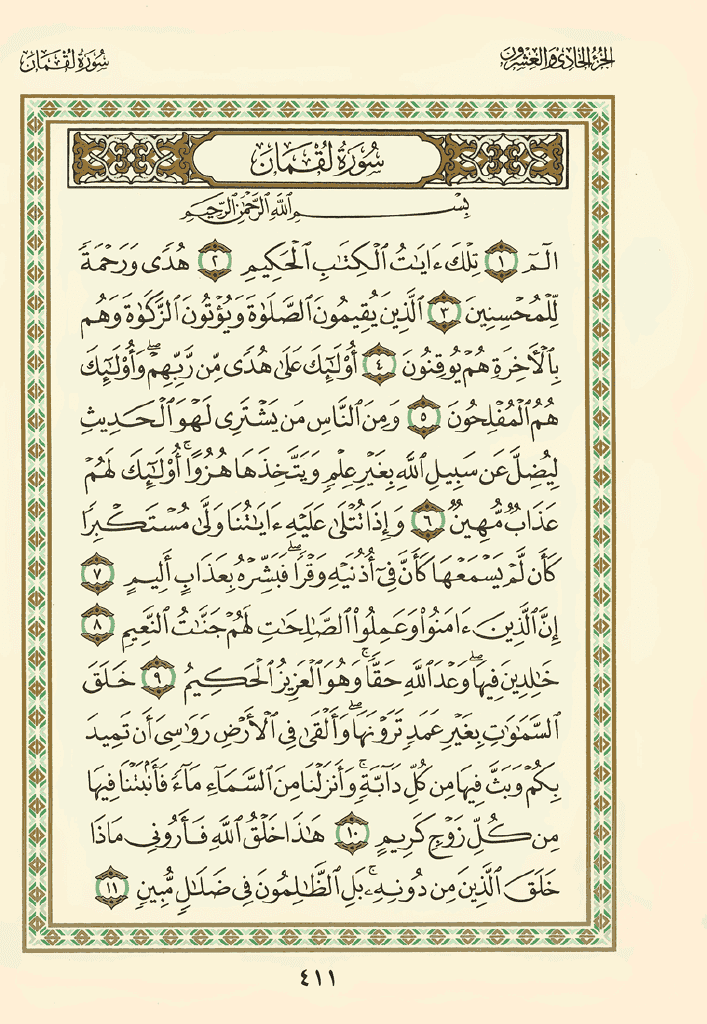 الجزء الحادي والعشرون
سورة لقمان
سُورَةُ لُقْمَان
بِسْمِ ٱللَّهِ ٱلرَّحْمَٰنِ ٱلرَّحِيمِ
الٓمٓ ١ تِلْكَ ءَايَٰتُ ٱلْكِتَٰبِ ٱلْحَكِيمِ ٢ هُدًى وَرَحْمَةً
لِّلْمُحْسِنِينَ ٣ ٱلَّذِينَ يُقِيمُونَ ٱلصَّلَوٰةَ وَيُؤْتُونَ ٱلزَّكَوٰةَ وَهُم
بِٱلْءَاخِرَةِ هُمْ يُوقِنُونَ ٤ أُوْلَٰٓئِكَ عَلَىٰ هُدًى مِّن رَّبِّهِمْ ۖ وَأُوْلَٰٓئِكَ
هُمُ ٱلْمُفْلِحُونَ ٥ وَمِنَ ٱلنَّاسِ مَن يَشْتَرِى لَهْوَ ٱلْحَدِيثِ
لِيُضِلَّ عَن سَبِيلِ ٱللَّهِ بِغَيْرِ عِلْمٍ وَيَتَّخِذَهَا هُزُوًا ۚ أُوْلَٰٓئِكَ لَهُمْ
عَذَابٌ مُّهِينٌ ٦ وَإِذَا تُتْلَىٰ عَلَيْهِ ءَايَٰتُنَا وَلَّىٰ مُسْتَكْبِرًا
كَأَن لَّمْ يَسْمَعْهَا كَأَنَّ فِىٓ أُذُنَيْهِ وَقْرًا ۖ فَبَشِّرْهُ بِعَذَابٍ أَلِيمٍ ٧
إِنَّ ٱلَّذِينَ ءَامَنُوا۟ وَعَمِلُوا۟ ٱلصَّٰلِحَٰتِ لَهُمْ جَنَّٰتُ ٱلنَّعِيمِ ٨
خَٰلِدِينَ فِيهَا ۖ وَعْدَ ٱللَّهِ حَقًّا ۚ وَهُوَ ٱلْعَزِيزُ ٱلْحَكِيمُ ٩ خَلَقَ
ٱلسَّمَٰوَٰتِ بِغَيْرِ عَمَدٍ تَرَوْنَهَا ۖ وَأَلْقَىٰ فِى ٱلْأَرْضِ رَوَٰسِىَ أَن تَمِيدَ
بِكُمْ وَبَثَّ فِيهَا مِن كُلِّ دَآبَّةٍ ۚ وَأَنزَلْنَا مِنَ ٱلسَّمَآءِ مَآءً فَأَنۢبَتْنَا فِيهَا
مِن كُلِّ زَوْجٍ كَرِيمٍ ١٠ هَٰذَا خَلْقُ ٱللَّهِ فَأَرُونِى مَاذَا
خَلَقَ ٱلَّذِينَ مِن دُونِهِۦ ۚ بَلِ ٱلظَّٰلِمُونَ فِى ضَلَٰلٍ مُّبِينٍ ١١
٤١١